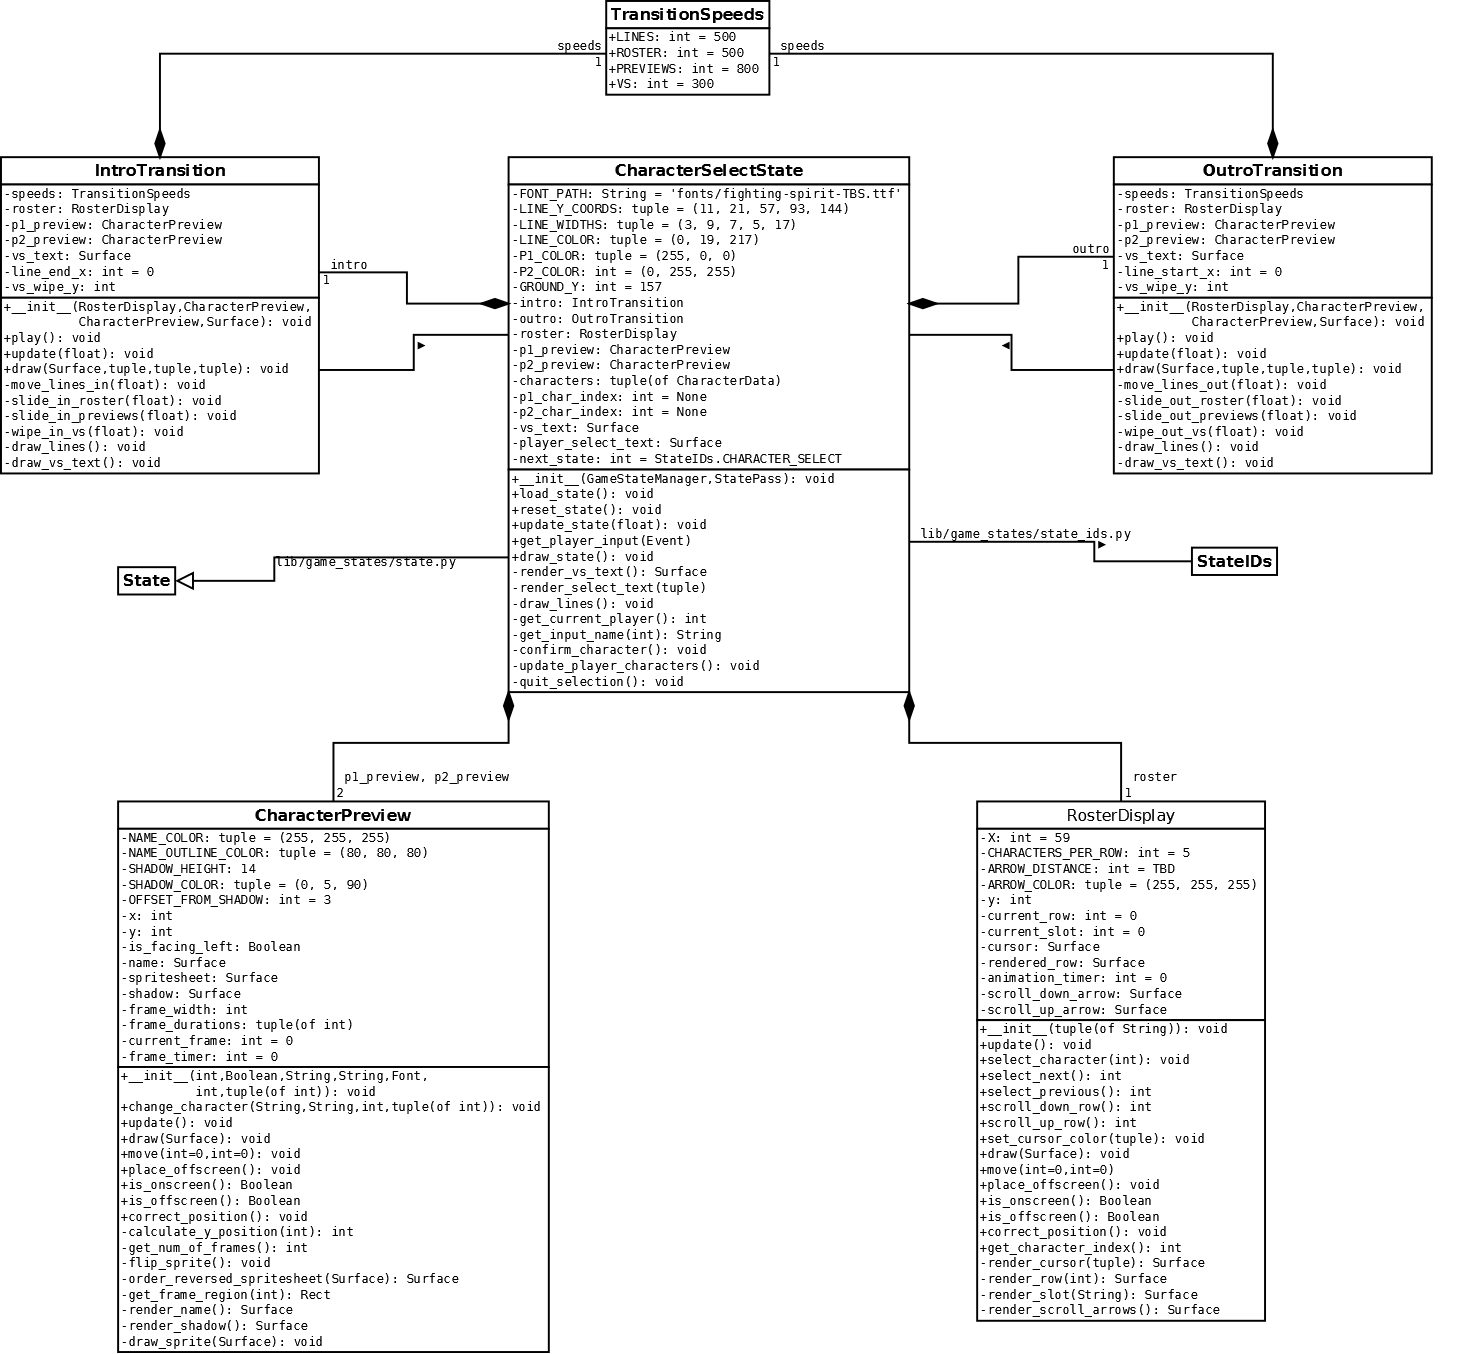 TransitionSpeeds
+LINES: int = 500
+ROSTER: int = 500
+PREVIEWS: int = 800
+VS: int = 300
speeds
1
speeds
1
IntroTransition
-speeds: TransitionSpeeds
-roster: RosterDisplay
-p1_preview: CharacterPreview
-p2_preview: CharacterPreview
-vs_text: Surface
-line_end_x: int = 0
-vs_wipe_y: int
+__init__(RosterDisplay,CharacterPreview,
CharacterPreview,Surface): void
+play(): void
+update(float): void
+draw(Surface,tuple,tuple,tuple): void
-move_lines_in(float): void
-slide_in_roster(float): void
-slide_in_previews(float): void
-wipe_in_vs(float): void
-draw_lines(): void
-draw_vs_text(): void
intro
1
CharacterSelectState
-FONT_PATH: String = 'fonts/fighting-spirit-TBS.ttf'
-LINE_Y_COORDS: tuple = (11, 21, 57, 93, 144)
-LINE_WIDTHS: tuple = (3, 9, 7, 5, 17)
-LINE_COLOR: tuple = (0, 19, 217)
-P1_COLOR: tuple = (255, 0, 0)
-P2_COLOR: int = (0, 255, 255)
-GROUND_Y: int = 157
-intro: IntroTransition
-outro: OutroTransition
-roster: RosterDisplay
-p1_preview: CharacterPreview
-p2_preview: CharacterPreview
-characters: tuple(of CharacterData)
-p1_char_index: int = None
-p2_char_index: int = None
-vs_text: Surface
-player_select_text: Surface
-next_state: int = StateIDs.CHARACTER_SELECT
+__init__(GameStateManager,StatePass): void
+load_state(): void
+reset_state(): void
+update_state(float): void
+get_player_input(Event)
+draw_state(): void
-render_vs_text(): Surface
-render_select_text(tuple)
-draw_lines(): void
-get_current_player(): int
-get_input_name(int): String
-confirm_character(): void
-update_player_characters(): void
-quit_selection(): void
outro
1
OutroTransition
-speeds: TransitionSpeeds
-roster: RosterDisplay
-p1_preview: CharacterPreview
-p2_preview: CharacterPreview
-vs_text: Surface
-line_start_x: int = 0
-vs_wipe_y: int
+__init__(RosterDisplay,CharacterPreview,
CharacterPreview,Surface): void
+play(): void
+update(float): void
+draw(Surface,tuple,tuple,tuple): void
-move_lines_out(float): void
-slide_out_roster(float): void
-slide_out_previews(float): void
-wipe_out_vs(float): void
-draw_lines(): void
-draw_vs_text(): void
lib/game_states/state.py
State
lib/game_states/state_ids.py
StateIDs
p1_preview, p2_preview
2
CharacterPreview
-NAME_COLOR: tuple = (255, 255, 255)
-NAME_OUTLINE_COLOR: tuple = (80, 80, 80)
-SHADOW_HEIGHT: 14
-SHADOW_COLOR: tuple = (0, 5, 90)
-OFFSET_FROM_SHADOW: int = 3
-x: int
-y: int
-is_facing_left: Boolean
-name: Surface
-spritesheet: Surface
-shadow: Surface
-frame_width: int
-frame_durations: tuple(of int)
-current_frame: int = 0
-frame_timer: int = 0
+__init__(int,Boolean,String,String,Font,
int,tuple(of int)): void
+change_character(String,String,int,tuple(of int)): void
+update(): void
+draw(Surface): void
+move(int=0,int=0): void
+place_offscreen(): void
+is_onscreen(): Boolean
+is_offscreen(): Boolean
+correct_position(): void
-calculate_y_position(int): int
-get_num_of_frames(): int
-flip_sprite(): void
-order_reversed_spritesheet(Surface): Surface
-get_frame_region(int): Rect
-render_name(): Surface
-render_shadow(): Surface
-draw_sprite(Surface): void
roster
1
RosterDisplay
-X: int = 59
-CHARACTERS_PER_ROW: int = 5
-ARROW_DISTANCE: int = TBD
-ARROW_COLOR: tuple = (255, 255, 255)
-y: int
-current_row: int = 0
-current_slot: int = 0
-cursor: Surface
-rendered_row: Surface
-animation_timer: int = 0
-scroll_down_arrow: Surface
-scroll_up_arrow: Surface
+__init__(tuple(of String)): void
+update(): void
+select_character(int): void
+select_next(): int
+select_previous(): int
+scroll_down_row(): int
+scroll_up_row(): int
+set_cursor_color(tuple): void
+draw(Surface): void
+move(int=0,int=0)
+place_offscreen(): void
+is_onscreen(): Boolean
+is_offscreen(): Boolean
+correct_position(): void
+get_character_index(): int
-render_cursor(tuple): Surface
-render_row(int): Surface
-render_slot(String): Surface
-render_scroll_arrows(): Surface